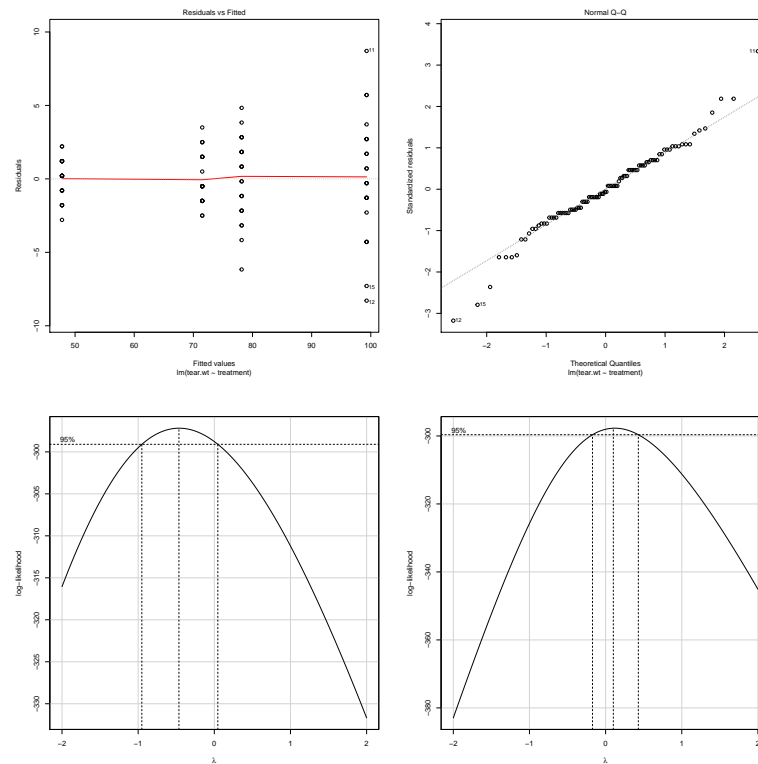 Residuals vs Fitted
10
5
0
−5
−10
Residuals
11
15
12
50 60 70 80 90 100
Fitted values
lm(tear.wt ~ treatment)
Normal Q−Q
4
3
2
1
0
−1
−2
−3
Standardized residuals
11
15
12
−2 −1 0 1 2
Theoretical Quantiles
lm(tear.wt ~ treatment)
95%
−300
−305
−310
−315
−320
−325
−330
log−likelihood
−2 −1 0 1 2
λ
95%
−300
−320
−340
−360
−380
log−likelihood
−2 −1 0 1 2
λ